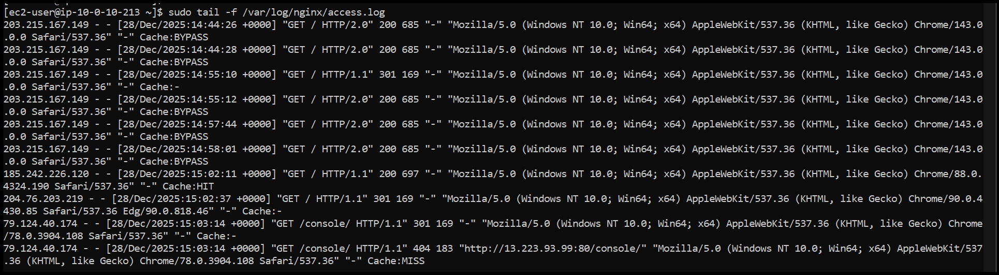 [ec2-user@ip-10-0-10-213 ~]$ sudo tail -f /var/log/nginx/access.log
203.215.167.149 - - [28/Dec/2025:14:44:26 +0000] "GET / HTTP/2.0" 200 685 "-" "Mozilla/5.0 (Windows NT 10.0; Win64; x64) AppleWebKit/537.36 (KHTML, like Gecko) Chrome/143.0
.0.0 Safari/537.36" "-" Cache:BYPASS
203.215.167.149 - - [28/Dec/2025:14:44:28 +0000] "GET / HTTP/2.0" 200 685 "-" "Mozilla/5.0 (Windows NT 10.0; Win64; x64) AppleWebKit/537.36 (KHTML, like Gecko) Chrome/143.0
.0.0 Safari/537.36" "-" Cache:BYPASS
203.215.167.149 - - [28/Dec/2025:14:55:10 +0000] "GET / HTTP/1.1" 301 169 "-" "Mozilla/5.0 (Windows NT 10.0; Win64; x64) AppleWebKit/537.36 (KHTML, like Gecko) Chrome/143.0
.0.0 Safari/537.36" "-" Cache:-
203.215.167.149 - - [28/Dec/2025:14:55:12 +0000] "GET / HTTP/2.0" 200 685 "-" "Mozilla/5.0 (Windows NT 10.0; Win64; x64) AppleWebKit/537.36 (KHTML, like Gecko) Chrome/143.0
.0.0 Safari/537.36" "-" Cache:BYPASS
203.215.167.149 - - [28/Dec/2025:14:57:44 +0000] "GET / HTTP/2.0" 200 685 "-" "Mozilla/5.0 (Windows NT 10.0; Win64; x64) AppleWebKit/537.36 (KHTML, like Gecko) Chrome/143.0
.0.0 Safari/537.36" "-" Cache:BYPASS
203.215.167.149 - - [28/Dec/2025:14:58:01 +0000] "GET / HTTP/2.0" 200 685 "-" "Mozilla/5.0 (Windows NT 10.0; Win64; x64) AppleWebKit/537.36 (KHTML, like Gecko) Chrome/143.0
.0.0 Safari/537.36" "-" Cache:BYPASS
185.242.226.120 - - [28/Dec/2025:15:02:11 +0000] "GET / HTTP/1.1" 200 697 "-" "Mozilla/5.0 (Windows NT 10.0; Win64; x64) AppleWebKit/537.36 (KHTML, like Gecko) Chrome/88.0.
4324.190 Safari/537.36" "-" Cache:HIT
204.76.203.219 - - [28/Dec/2025:15:02:37 +0000] "GET / HTTP/1.1" 301 169 "-" "Mozilla/5.0 (Windows NT 10.0; Win64; x64) AppleWebKit/537.36 (KHTML, like Gecko) Chrome/90.0.4
430.85 Safari/537.36 Edg/90.0.818.46" "-" Cache:-
79.124.40.174 - - [28/Dec/2025:15:03:14 +0000] "GET /console/ HTTP/1.1" 301 169 "-" "Mozilla/5.0 (Windows NT 10.0; Win64; x64) AppleWebKit/537.36 (KHTML, like Gecko) Chrome
/78.0.3904.108 Safari/537.36" "-" Cache:-
79.124.40.174 - - [28/Dec/2025:15:03:14 +0000] "GET /console/ HTTP/1.1" 404 183 "http://13.223.93.99:80/console/" "Mozilla/5.0 (Windows NT 10.0; Win64; x64) AppleWebKit/537
.36 (KHTML, like Gecko) Chrome/78.0.3904.108 Safari/537.36" "-" Cache:MISS